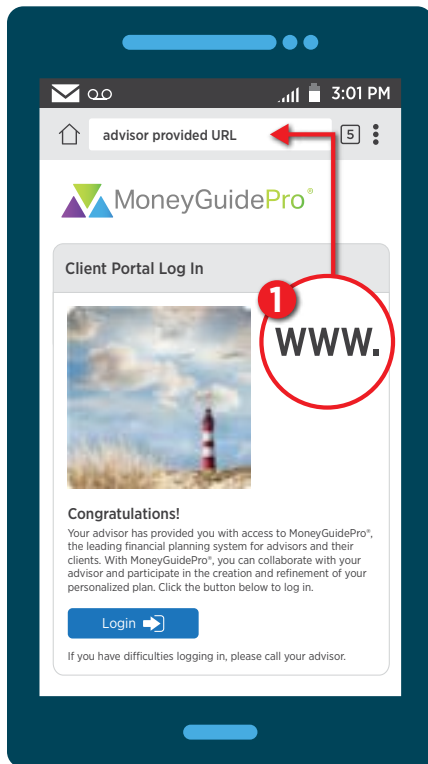 3:01 PM
advisor provided URL
5
MoneyGuidePro®
Client Portal Log In
1
WWW.
Congratulations!
Your advisor has provided you with access to MoneyGuidePro®,
the leading financial planning system for advisors and their
clients. With MoneyGuidePro®, you can collaborate with your
advisor and participate in the creation and refinement of your
personalized plan. Click the button below to log in.
Login
If you have difficulties logging in, please call your advisor.